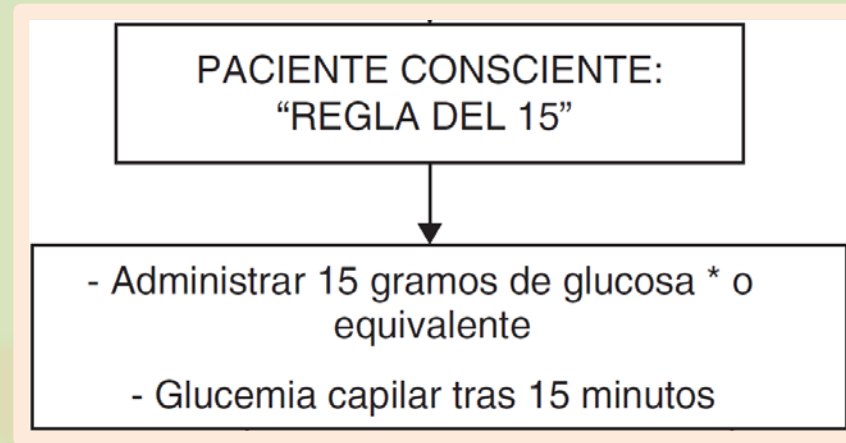 PACIENTE CONSCIENTE:
“REGLA DEL 15”
- Administrar 15 gramos de glucosa * o
equivalente
- Glucemia capilar tras 15 minutos